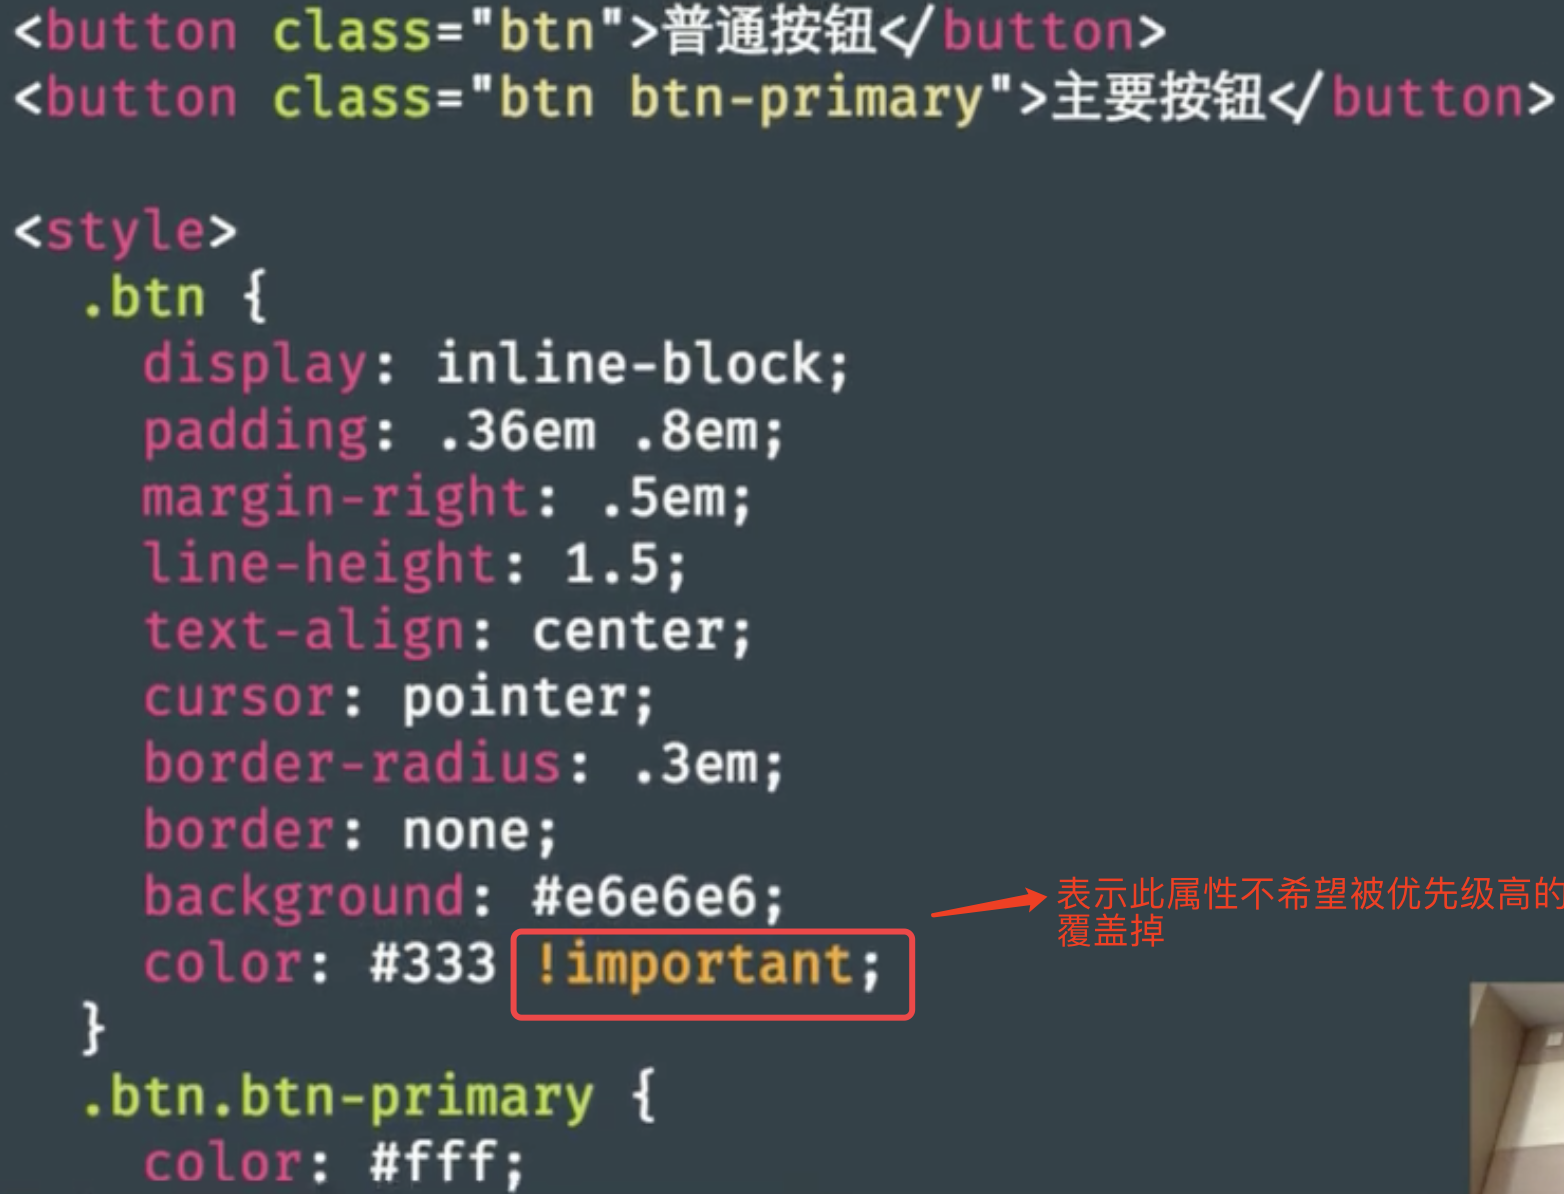 <button class="btn">普通按钮</button>
<button class="btn btn-primary">主要按钮</button>
<style>
.btn {
display: inline-block;
padding: .36em .8em;
margin-right: .5em;
line-height: 1.5;
text-align: center;
cursor: pointer;
border-radius: .3em;
border: none;
background: #e6e6e6;
color: #333 !important;
表示此属性不希望被优先级高的
覆盖掉
}
.btn.btn-primary {
color: #fff;